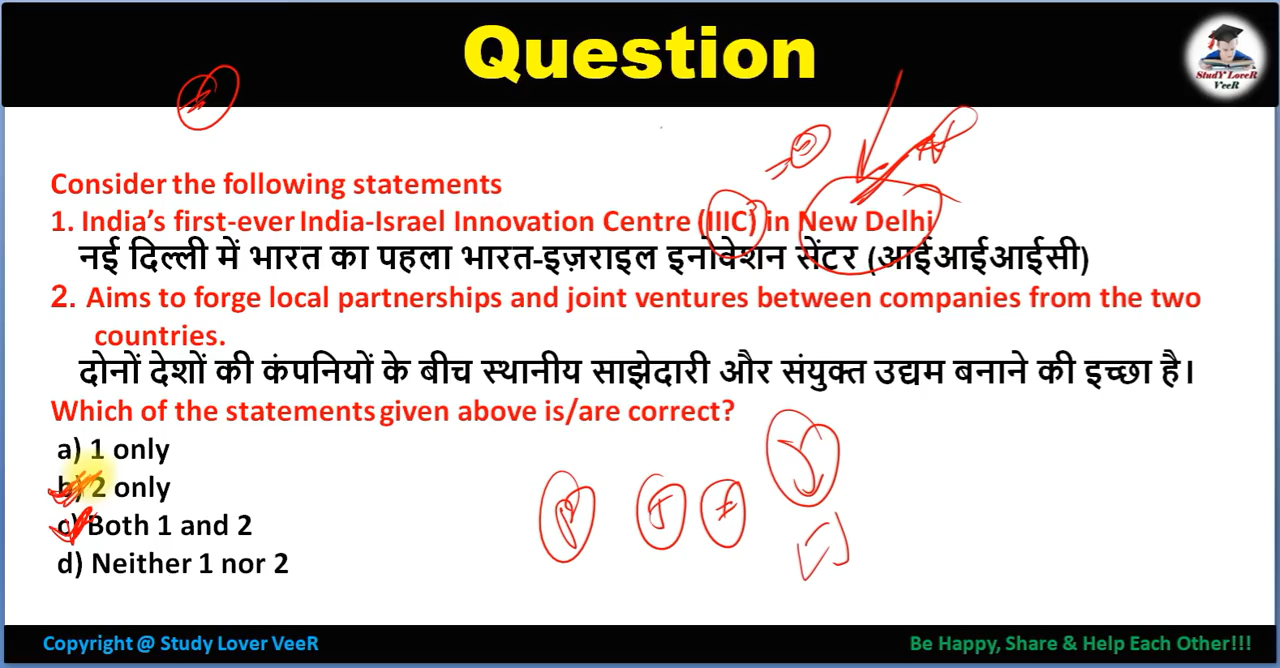 Question
StudY LoveR
VeeR
Consider the following statements
1. India's first-ever India-Israel Innovation Centre (IIIC) in New Delhi
नई दिल्ली में भारत का पहला भारत-इज़राइल इनोवेशन सेंटर (आईआईआईसी)
2. Aims to forge local partnerships and joint ventures between companies from the two
countries.
दोनों देशों की कंपनियों के बीच स्थानीय साझेदारी और संयुक्त उद्यम बनाने की इच्छा है।
Which of the statements given above is/are correct?
a) 1 only
b) 2 only
c) Both 1 and 2
d) Neither 1 nor 2
Copyright @ Study Lover VeeR
Be Happy, Share & Help Each Other!!!